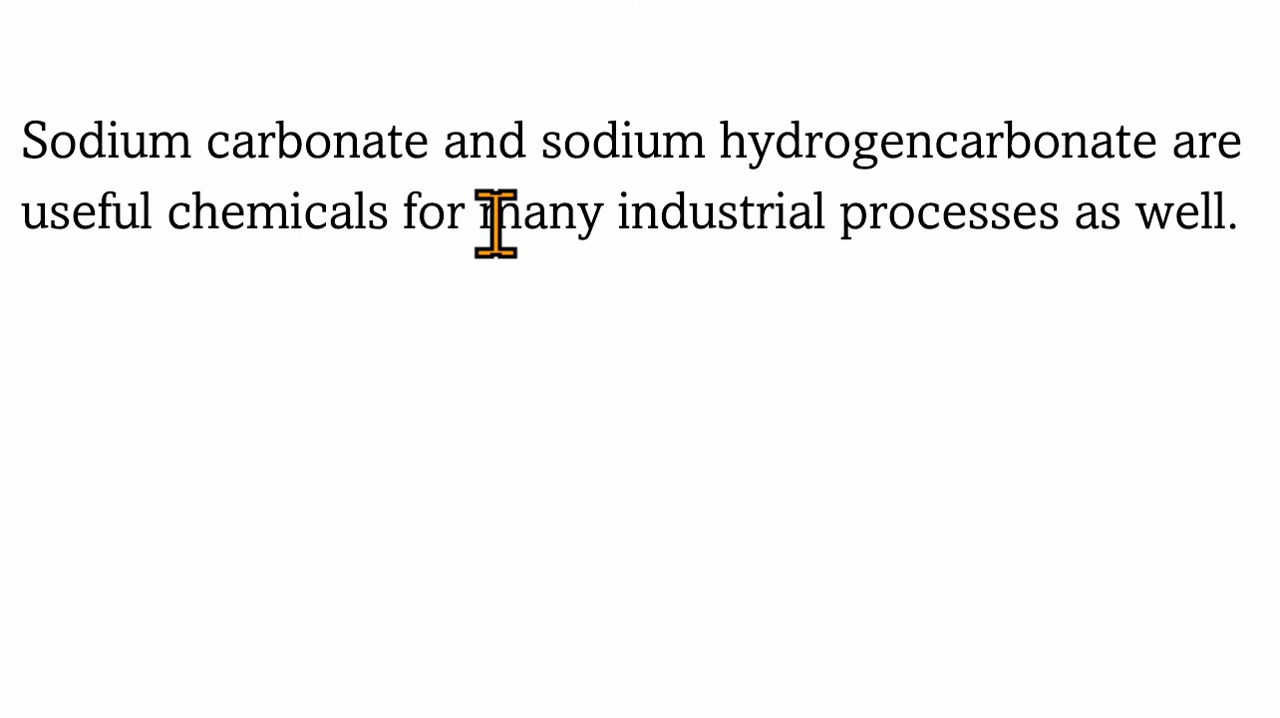 Sodium carbonate and sodium hydrogencarbonate are
useful chemicals for many industrial processes as well.